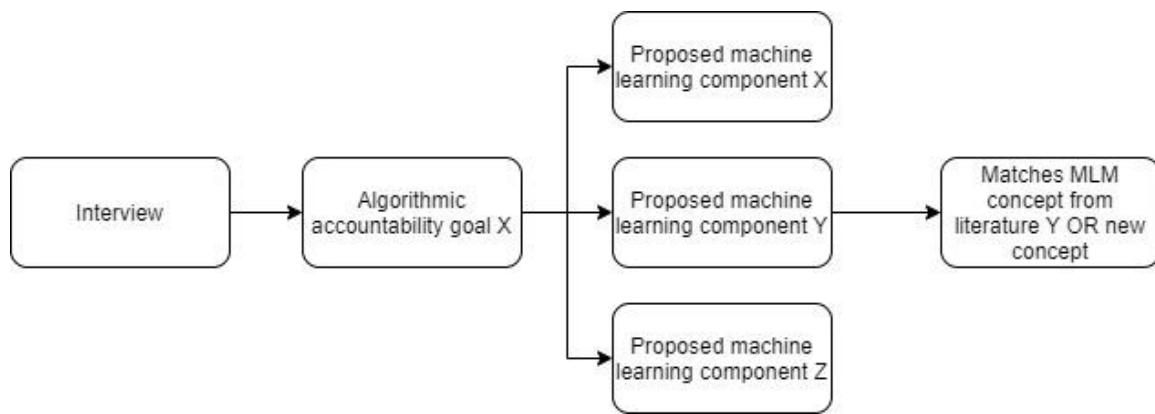 Interview
Algorithmic
accountability goal X
Proposed machine
learning component X
Proposed machine
learning component Y
Proposed machine
learning component Z
Matches MLM
concept from
literature Y OR new
concept